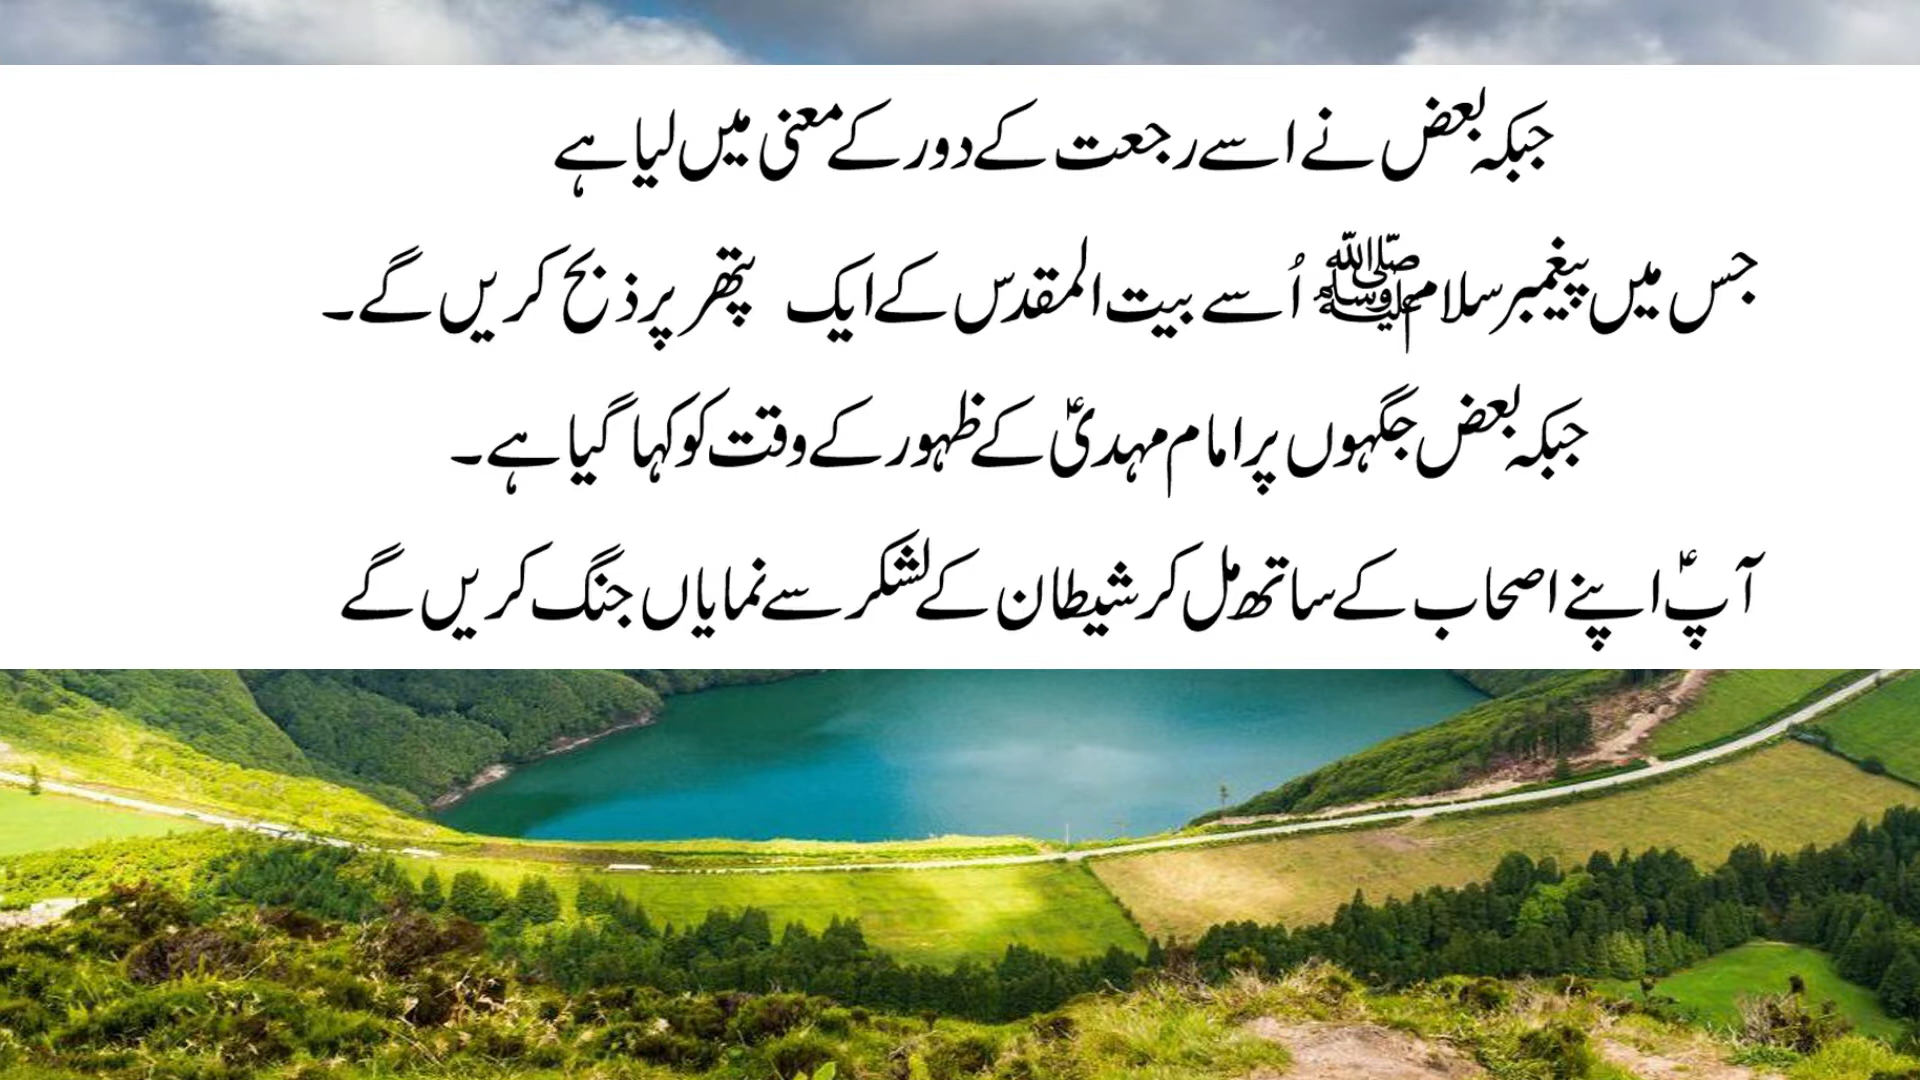 جبکہ بعض نے اسے رجعت کے دور کے معنی میں لیا ہے
جس میں پیغمبر سلامﷺ اُسے بیت المقدس کے ایک پتھر پر ذبح کریں گے۔
جبکہ بعض جگہوں پر امام مہدیؑ کے ظہور کے وقت کو کہا گیا ہے۔
آپؑ اپنے اصحاب کے ساتھ مل کر شیطان کے لشکر سے نمایاں جنگ کریں گے